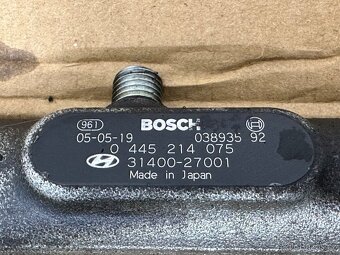 961 BOSCH
05-05-19 038935 92
0 445 214 075
31400-27001
Made in Japan